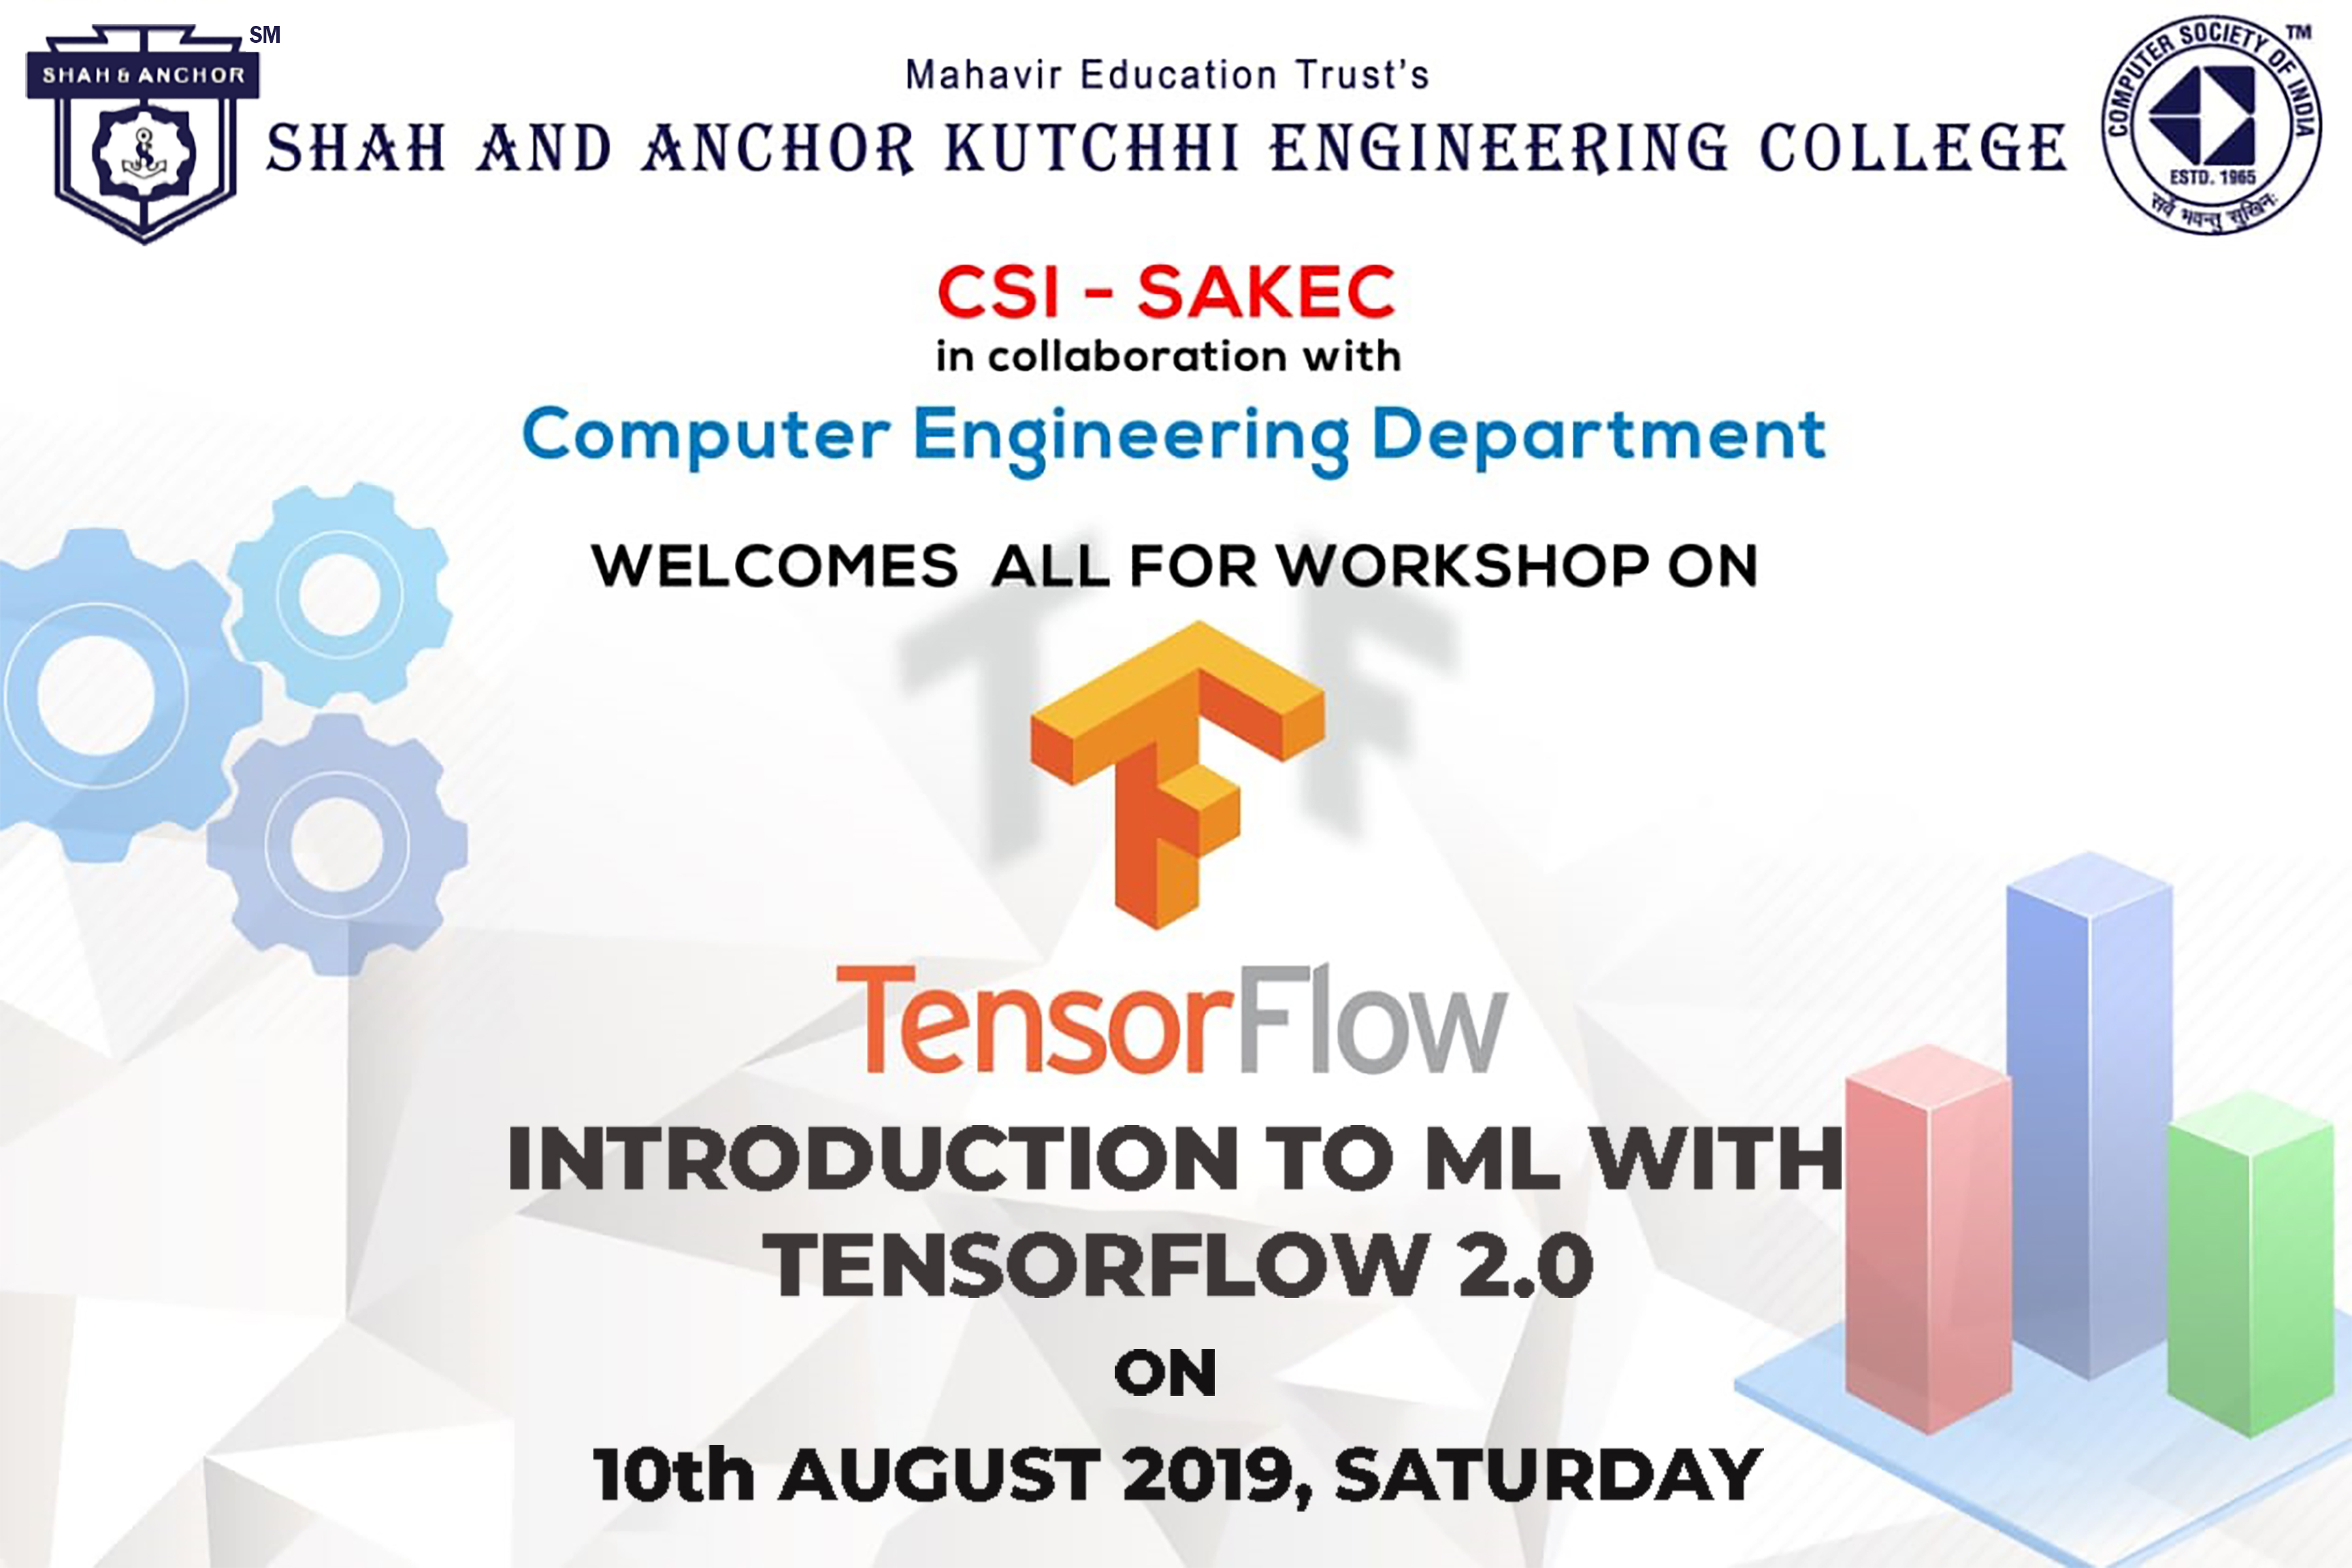 SHAH & ANCHOR
SM
Mahavir Education Trust's
SHAH AND ANCHOR KUTCHHI ENGINEERING COLLEGE
COMPUTER SOCIETY OF INDIA
TM
ESTD. 1965
सर्वे भवन्तु सुखिनः
CSI - SAKEC
in collaboration with
Computer Engineering Department
WELCOMES ALL FOR WORKSHOP ON
TensorFlow
INTRODUCTION TO ML WITH
TENSORFLOW 2.0
ON
10th AUGUST 2019, SATURDAY